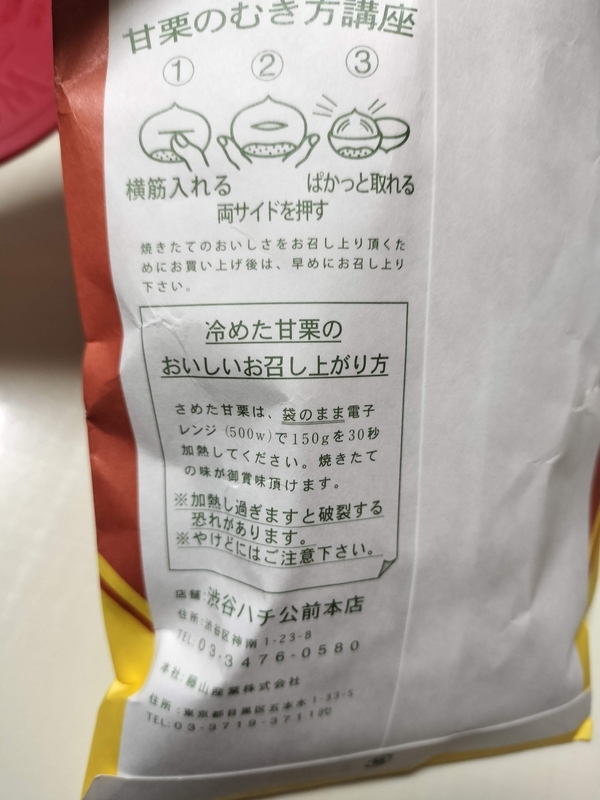 甘栗のむき方講座
① ② ③
横筋入れる
両サイドを押す
ぱかっと取れる
焼きたてのおいしさをお召し上り頂くた
めにお買い上げ後は、早めにお召し上り
下さい。
冷めた甘栗の
おいしいお召し上がり方
さめた甘栗は、袋のまま電子
レンジ(500w)で150gを30秒
加熱してください。焼きたて
の味が御賞味頂けます。
※加熱し過ぎますと破裂する
恐れがあります。
※やけどにはご注意下さい。
店舗:渋谷ハチ公前本店
住所:渋谷区神南1-23-8
TEL:03-3476-0580
本社:藤山産業株式会社
住所:東京都目黒区五本木1-33-5
TEL:03-3719-3711㈹